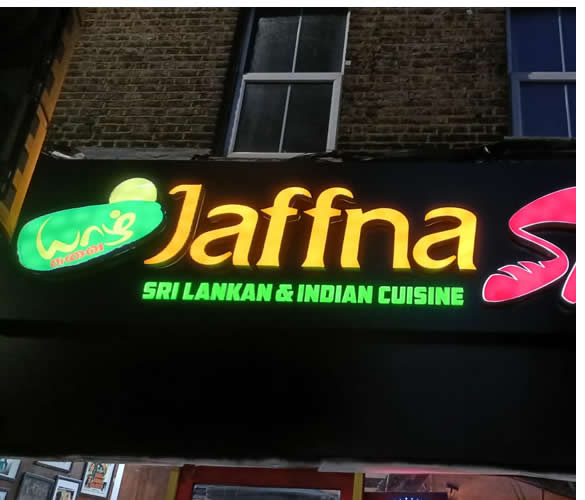 யாழ்
Jaffna
SRI LANKAN & INDIAN CUISINE